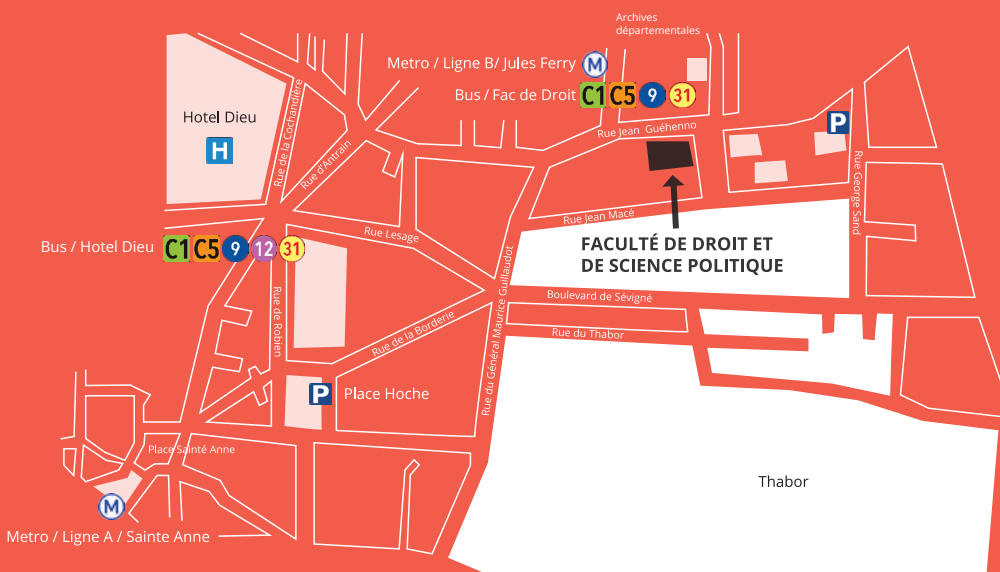 Archives
départementales
Metro / Ligne B/ Jules Ferry M
Bus / Fac de Droit C1 C5 9 31
Rue Jean Guéhenno
P
Hotel Dieu
H
Rue de la Cochardière
Rue d'Antrain
Rue George Sand
Rue Jean Macé
FACULTÉ DE DROIT ET
DE SCIENCE POLITIQUE
Rue Lesage
Bus / Hotel Dieu C1 C5 9 12 31
Rue de Robien
Rue du Général Maurice Guillaudot
Boulevard de Sévigné
Rue de la Borderie
Rue du Thabor
P Place Hoche
Place Sainté Anne
Thabor
M
Metro / Ligne A / Sainte Anne